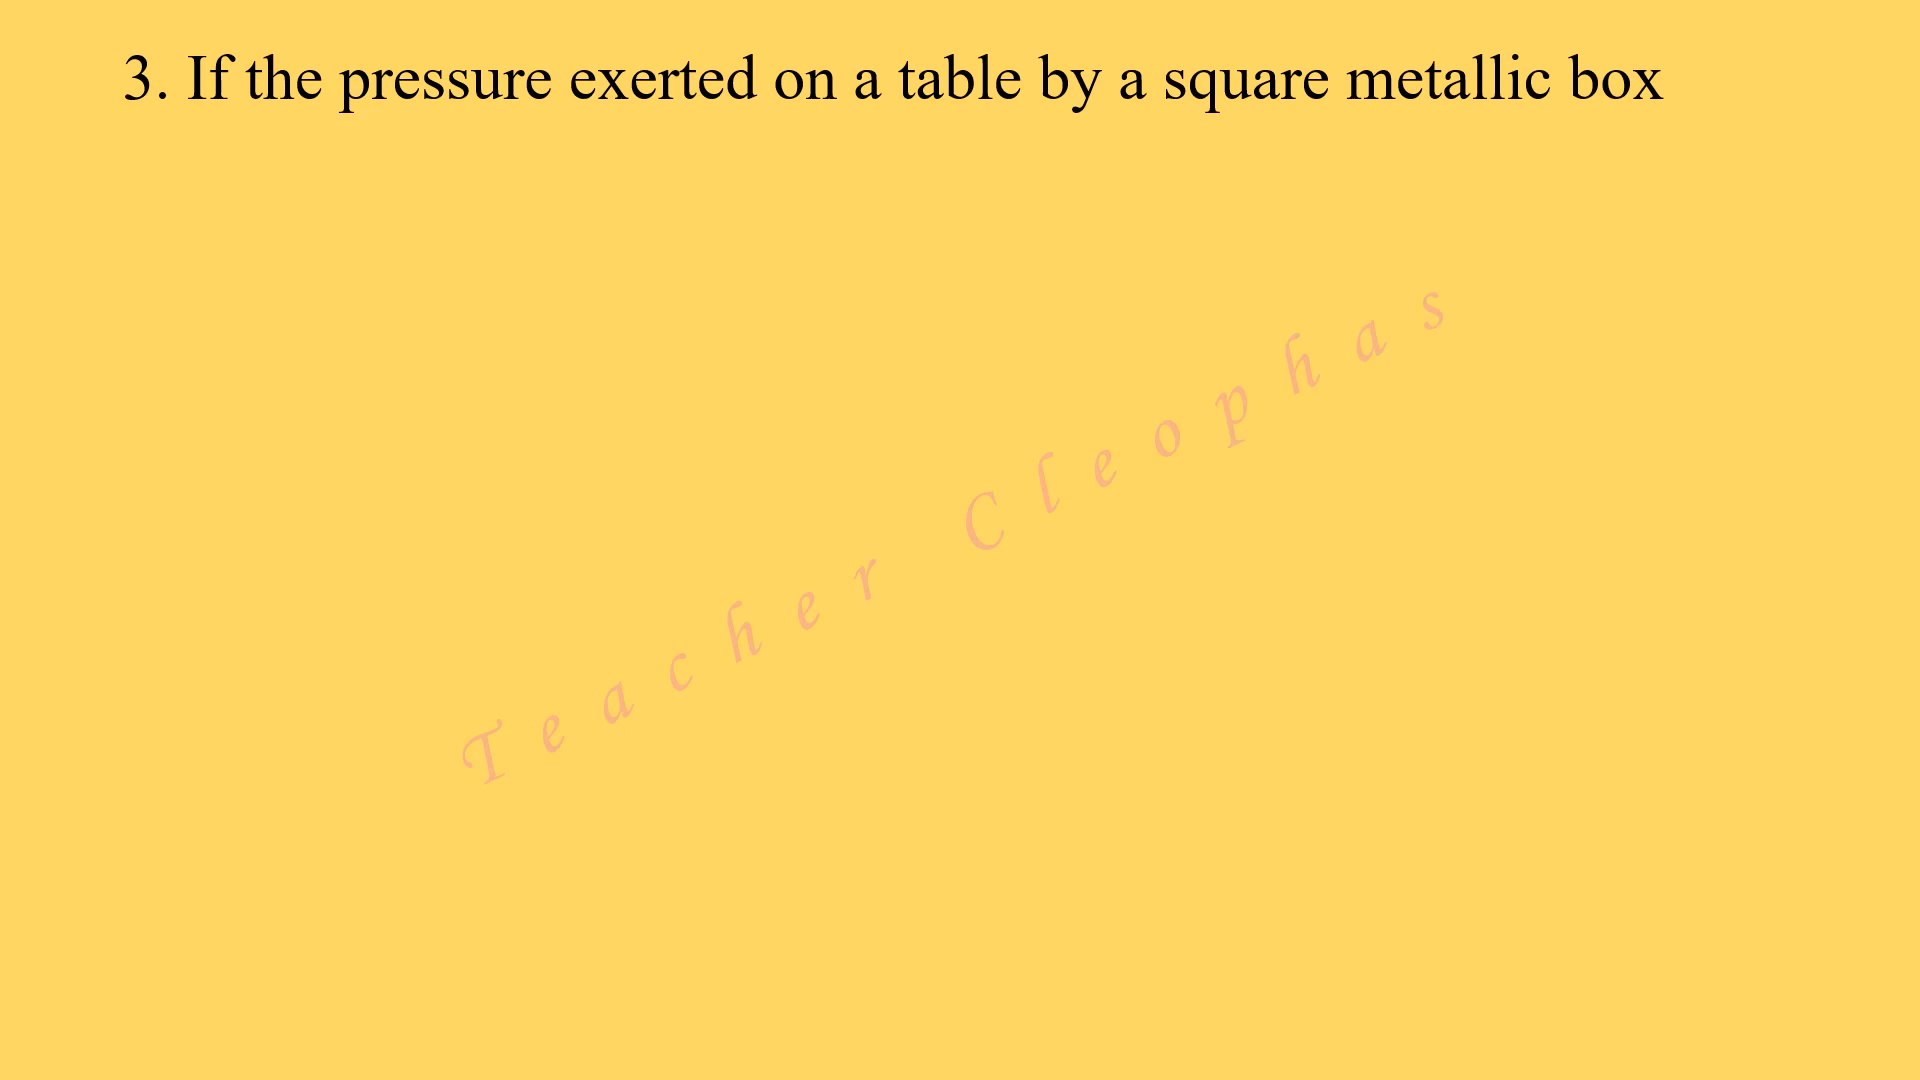 3. If the pressure exerted on a table by a square metallic box
Teacher Cleophas